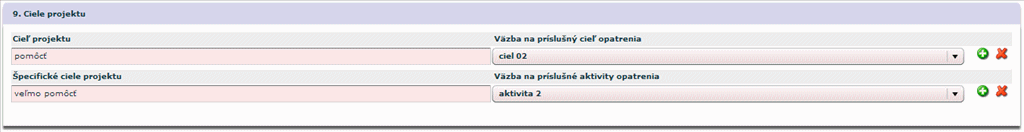 9. Ciele projektu
Cieľ projektu Väzba na príslušný cieľ opatrenia
pomôcť ciel 02
Špecifické ciele projektu Väzba na príslušné aktivity opatrenia
veľmo pomôcť aktivita 2